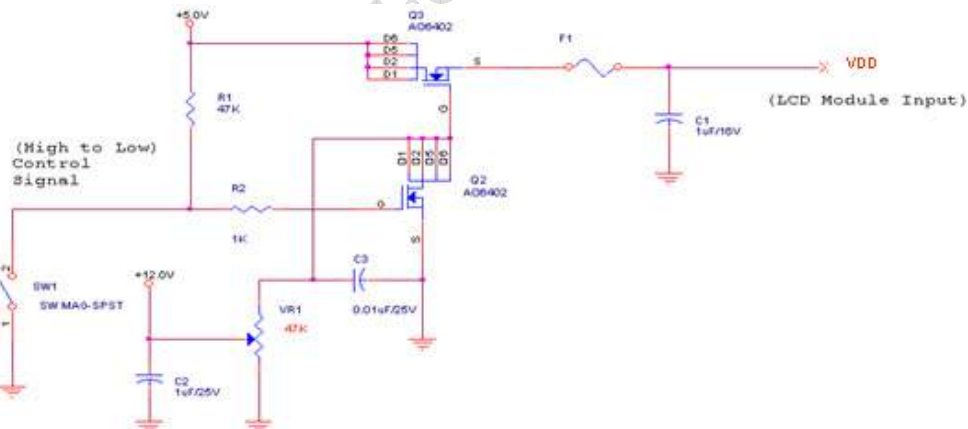 +5.0V
Q3
AO6402
D6
D5
D2
D1
S
G
F1
VDD
(LCD Module Input)
C1
1uF/16V
R1
47K
(High to Low)
Control
Signal
D1
D2
D5
D6
Q2
AO6402
R2
1K
G
S
2
SW1
SW MAG-SPST
1
+12.0V
C3
0.01uF/25V
VR1
47K
C2
1uF/25V